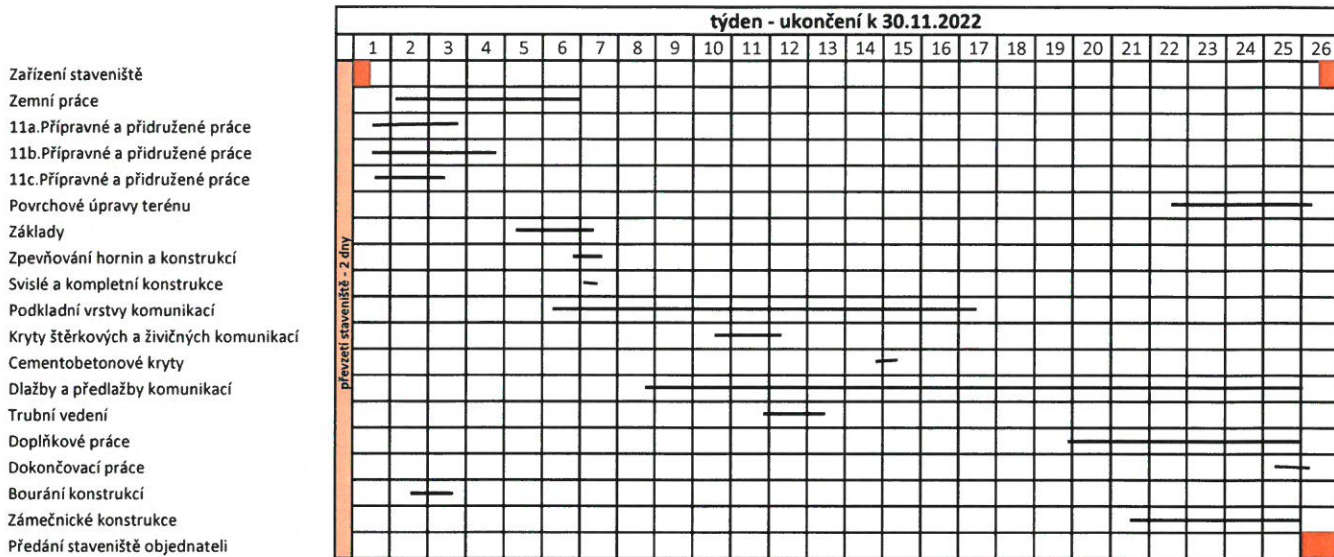 týden - ukončení k 30.11.2022
1 2 3 4 5 6 7 8 9 10 11 12 13 14 15 16 17 18 19 20 21 22 23 24 25 26
převzetí staveniště - 2 dny
Zařízení staveniště
Zemní práce
11a.Přípravné a přidružené práce
11b.Přípravné a přidružené práce
11c.Přípravné a přidružené práce
Povrchové úpravy terénu
Základy
Zpevňování hornin a konstrukcí
Svislé a kompletní konstrukce
Podkladní vrstvy komunikací
Kryty štěrkových a živičných komunikací
Cementobetonové kryty
Dlažby a předlažby komunikací
Trubní vedení
Doplňkové práce
Dokončovací práce
Bourání konstrukcí
Zámečnické konstrukce
Předání staveniště objednateli